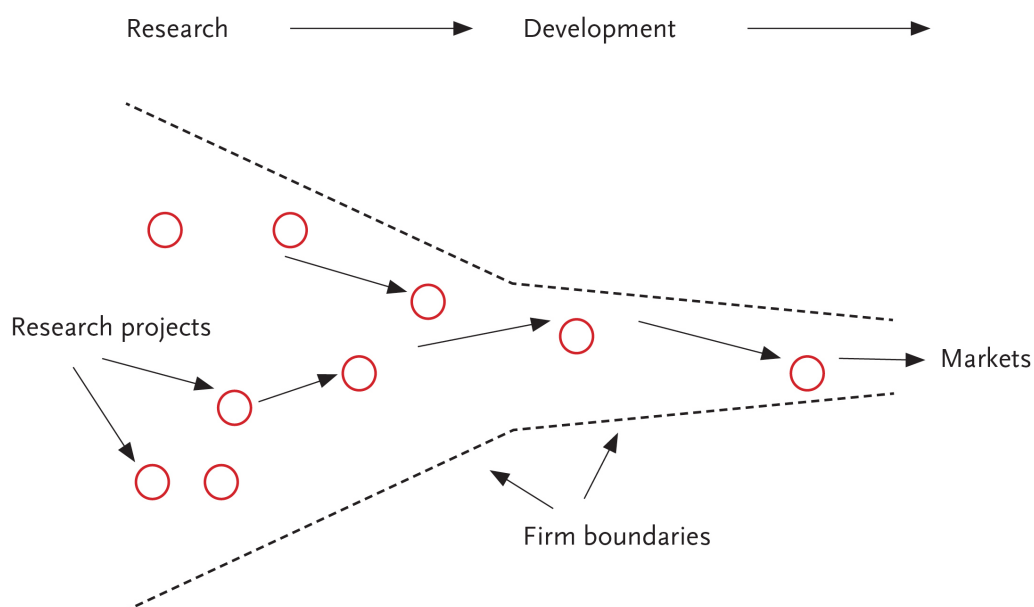 Research
Development
Research projects
Markets
Firm boundaries